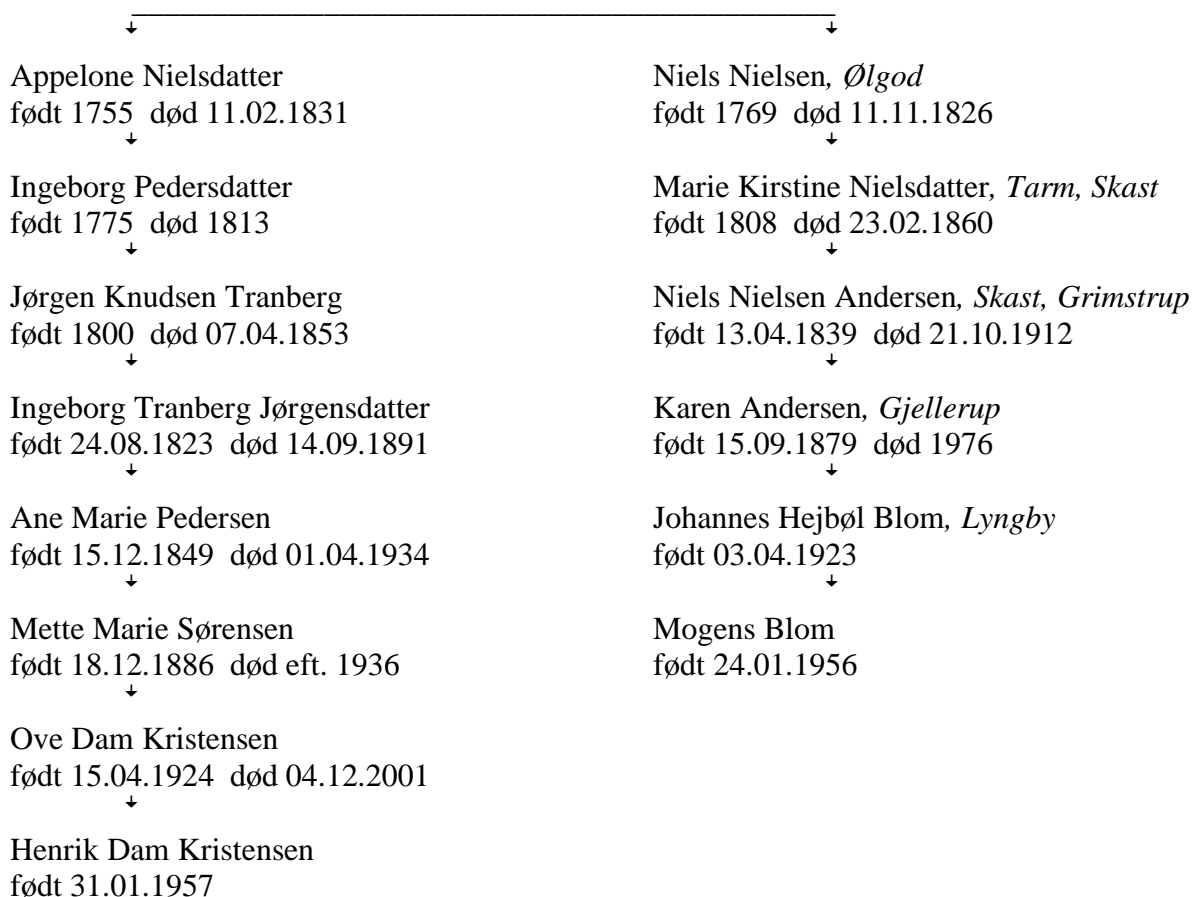 Appelone Nielsdatter
født 1755 død 11.02.1831
Ingeborg Pedersdatter
født 1775 død 1813
Jørgen Knudsen Tranberg
født 1800 død 07.04.1853
Ingeborg Tranberg Jørgensdatter
født 24.08.1823 død 14.09.1891
Ane Marie Pedersen
født 15.12.1849 død 01.04.1934
Mette Marie Sørensen
født 18.12.1886 død eft. 1936
Ove Dam Kristensen
født 15.04.1924 død 04.12.2001
Henrik Dam Kristensen
født 31.01.1957
Niels Nielsen, Ølgod
født 1769 død 11.11.1826
Marie Kirstine Nielsdatter, Tarm, Skast
født 1808 død 23.02.1860
Niels Nielsen Andersen, Skast, Grimstrup
født 13.04.1839 død 21.10.1912
Karen Andersen, Gjellerup
født 15.09.1879 død 1976
Johannes Hejbøl Blom, Lyngby
født 03.04.1923
Mogens Blom
født 24.01.1956